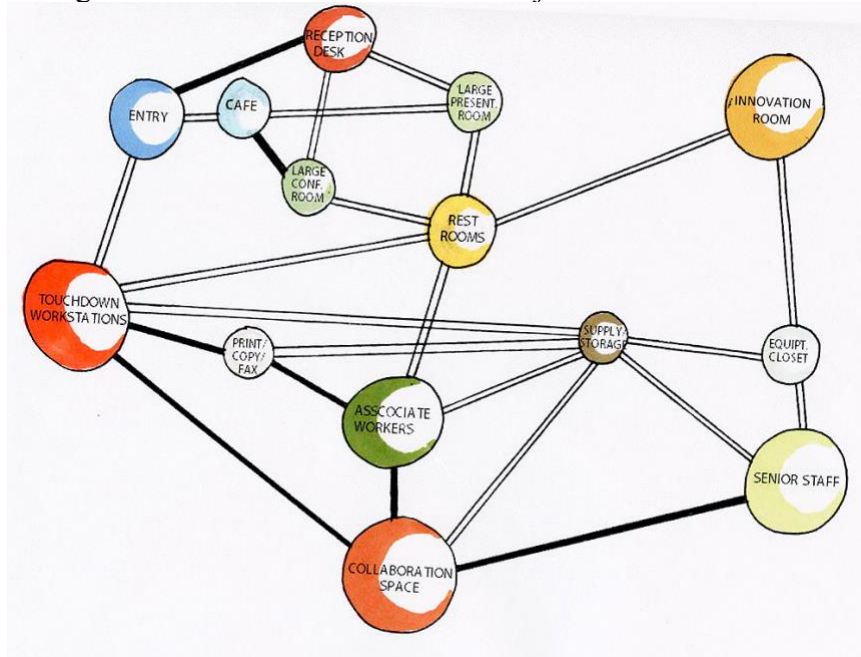 RECEPTION
DESK
ENTRY
CAFE
LARGE
PRESENT.
ROOM
INNOVATION
ROOM
LARGE
CONF.
ROOM
REST
ROOMS
TOUCHDOWN
WORKSTATIONS
PRINT/
COPY/
FAX
SUPPLY/
STORAGE
EQUIPT.
CLOSET
ASSCOCIATE
WORKERS
SENIOR STAFF
COLLABORATION
SPACE